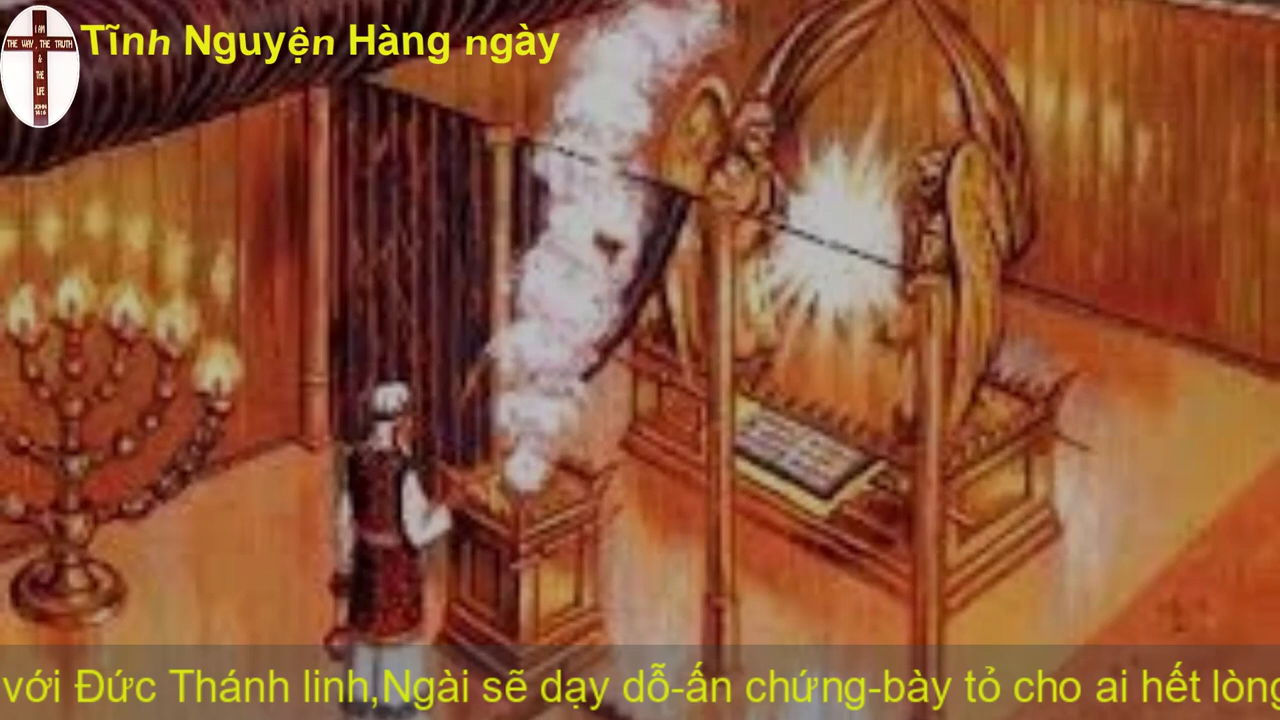 Tĩnh Nguyện Hàng ngày
I AM
THE WAY, THE TRUTH
&
THE
LIFE
JOHN
với Đức Thánh linh,Ngài sẽ dạy dỗ-ấn chứng-bày tỏ cho ai hết lòng